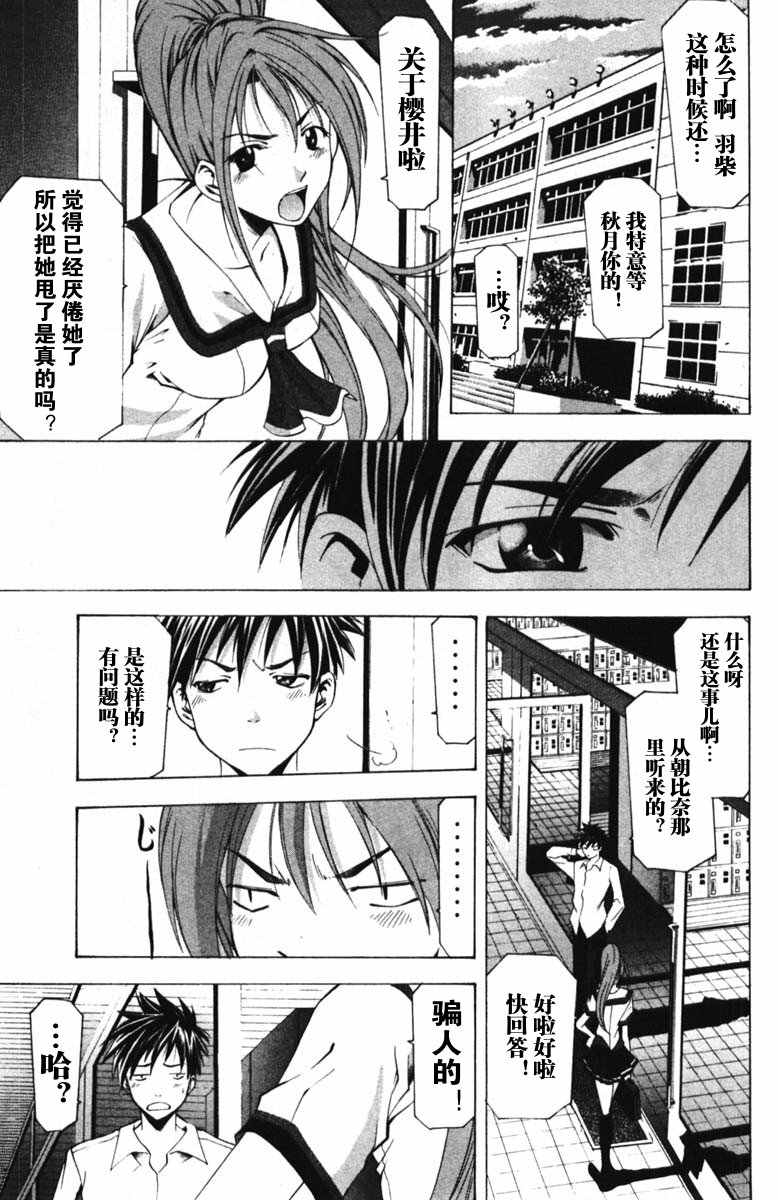 怎么了啊 羽柴
这种时候还…
我特意等
秋月你的！
…哎？
关于樱井啦
觉得已经厌倦她了
所以把她甩了是真的吗？
什么呀
还是这事儿啊…
从朝比奈那
里听来的？
好啦好啦
快回答！
……
是这样的…
有问题吗？
………
じー
骗人的！
…哈？